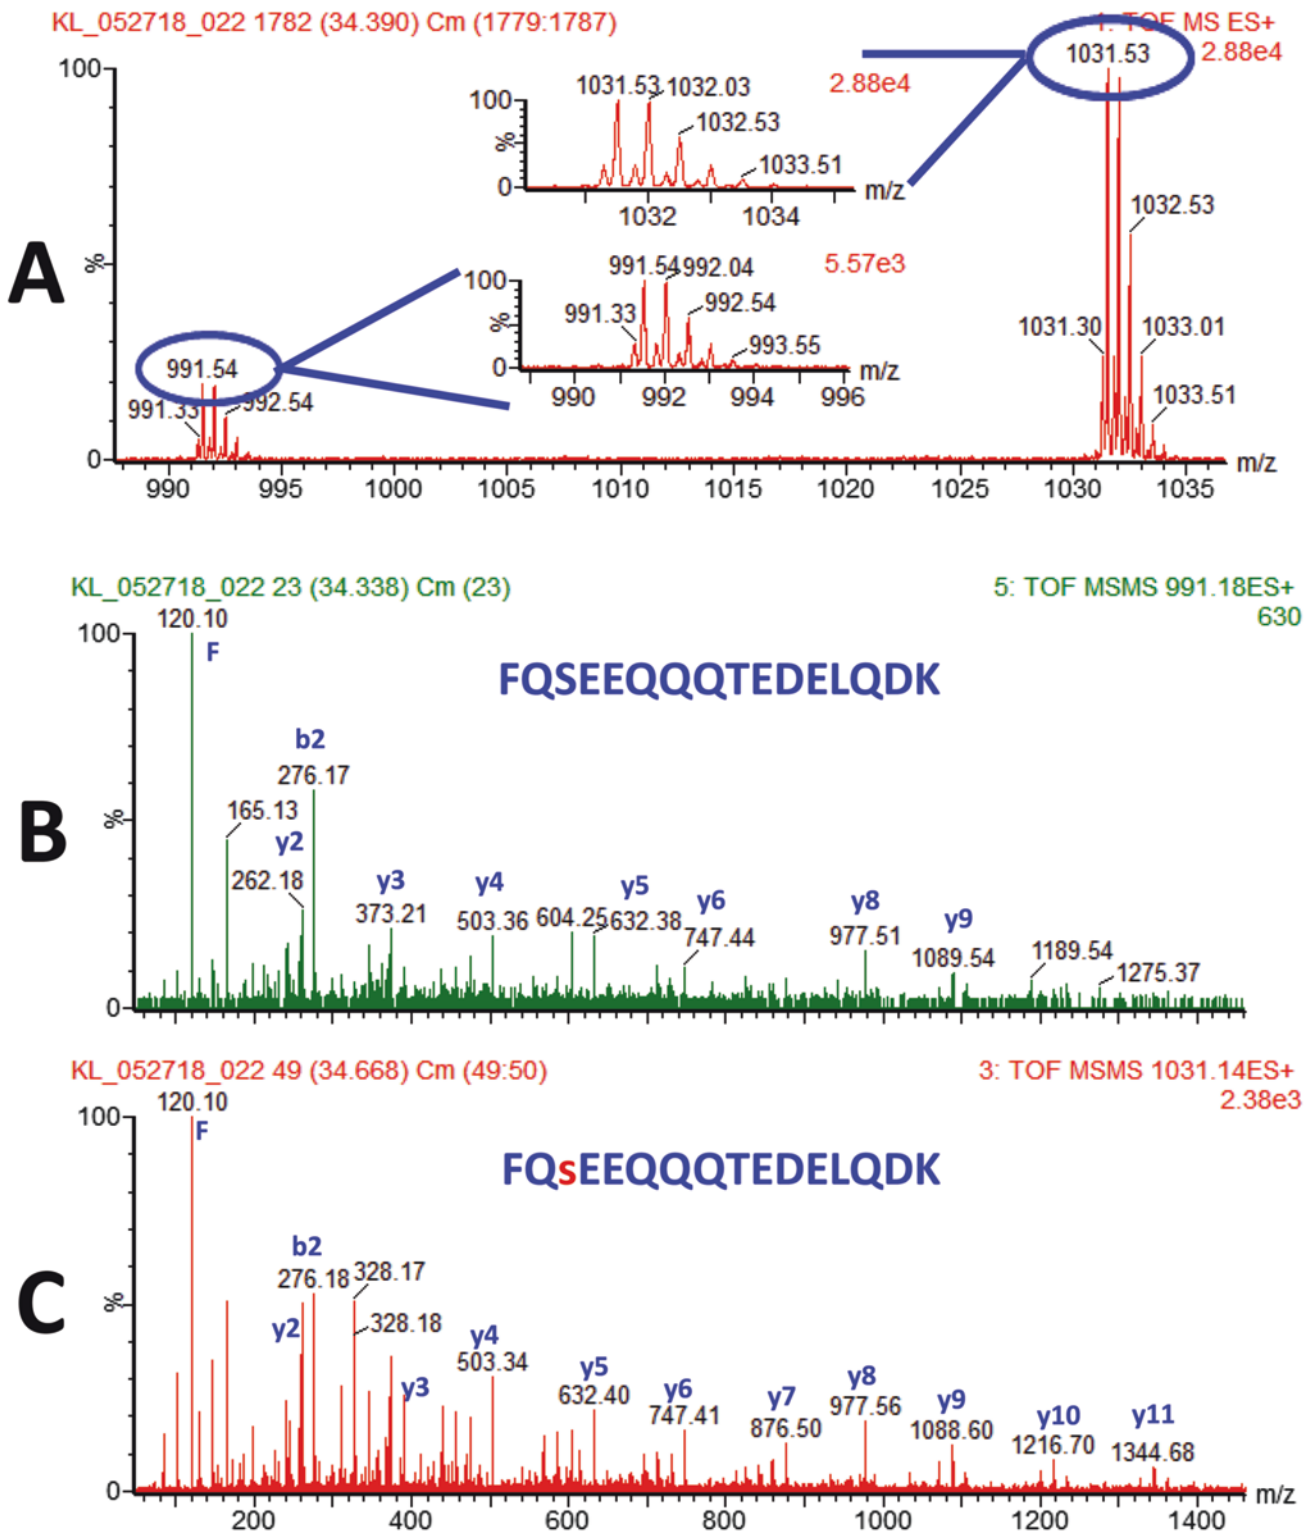 KL_052718_022 1782 (34.390) Cm (1779:1787)
1: TOF MS ES+
2.88e4
A
100
%
0
991.54
991.33
992.54
1031.53
1032.53
1031.30
1033.01
1033.51
990 995 1000 1005 1010 1015 1020 1025 1030 1035
m/z
2.88e4
100
%
0
1031.53
1032.03
1032.53
1033.51
1032 1034
m/z
5.57e3
100
%
0
991.54
992.04
991.33
992.54
993.55
990 992 994 996
m/z
KL_052718_022 23 (34.338) Cm (23)
5: TOF MSMS 991.18ES+
630
B
FQSEEQQQTEDELQDK
100
%
0
120.10
F
165.13
y2
262.18
b2
276.17
y3
373.21
y4
503.36
604.25
y5
632.38
y6
747.44
y8
977.51
y9
1089.54
1189.54
1275.37
KL_052718_022 49 (34.668) Cm (49:50)
3: TOF MSMS 1031.14ES+
2.38e3
C
FQsEEQQQTEDELQDK
100
%
0
120.10
F
y2
b2
276.18
328.17
328.18
y3
y4
503.34
y5
632.40
y6
747.41
y7
876.50
y8
977.56
y9
1088.60
y10
1216.70
y11
1344.68
200 400 600 800 1000 1200 1400
m/z